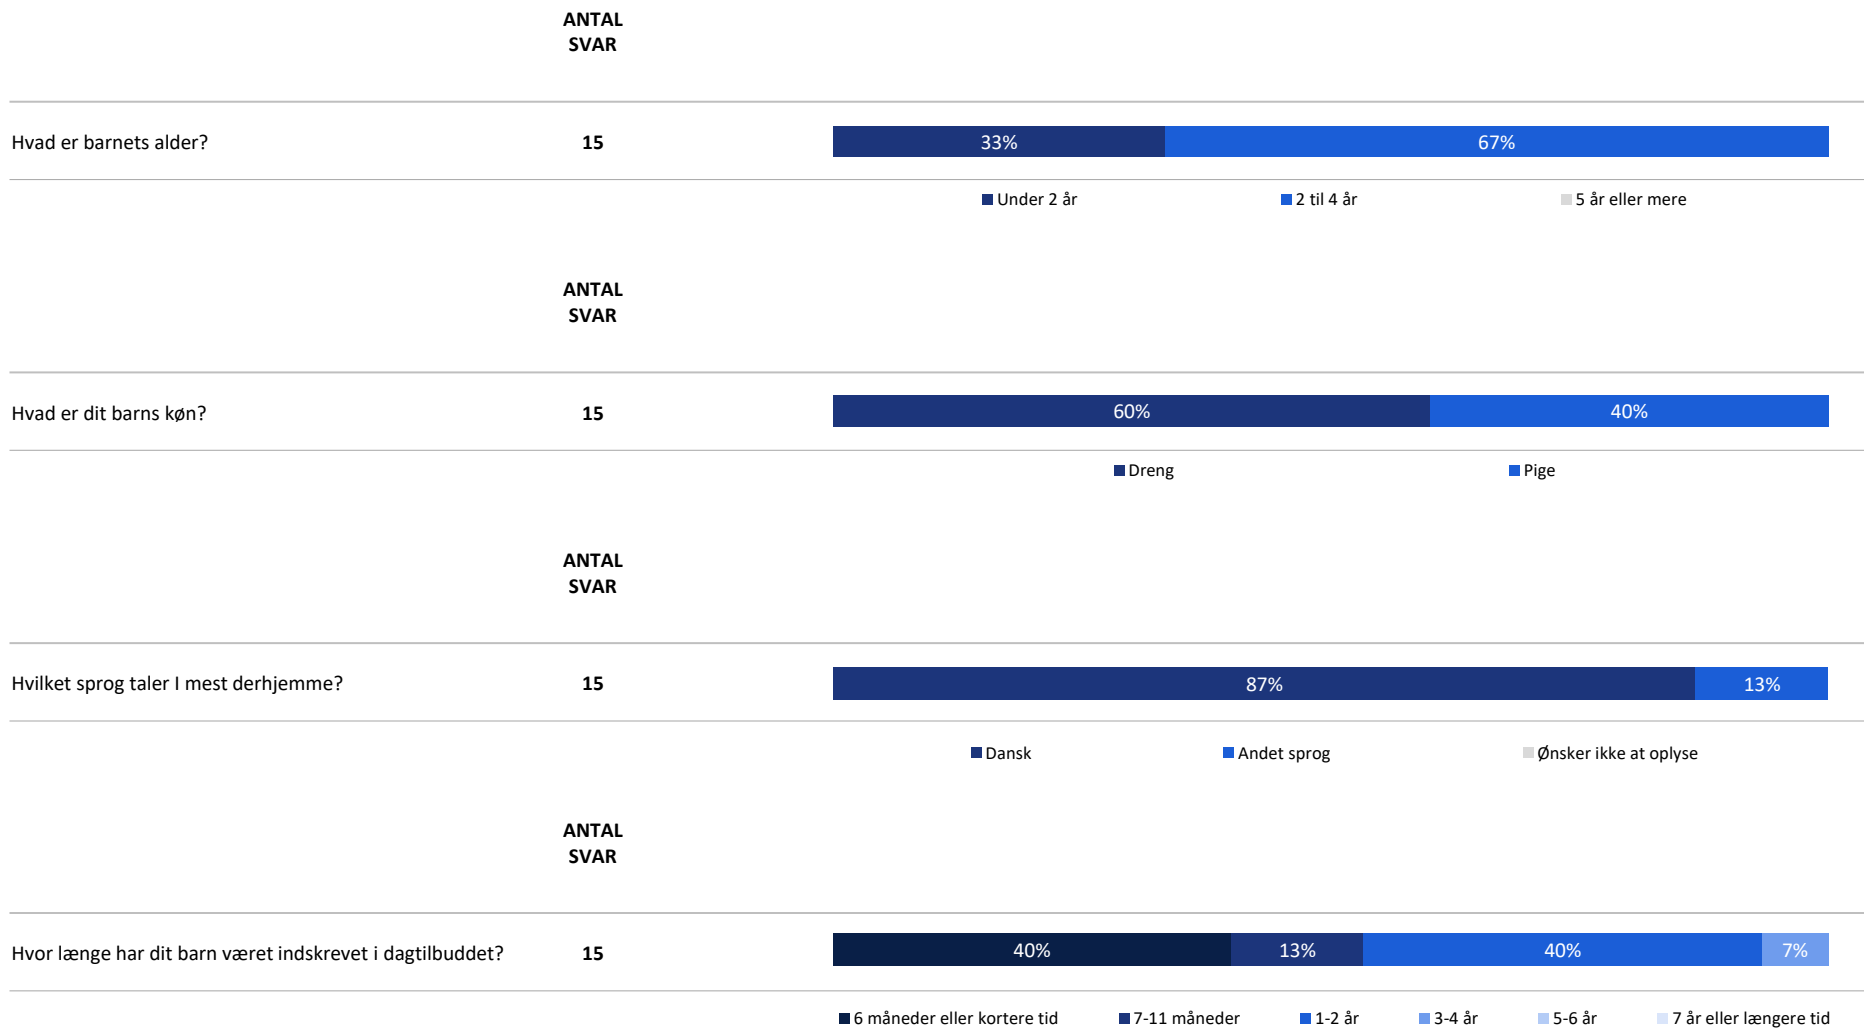 ANTAL
SVAR
Hvad er barnets alder? 15 33% 67%
Under 2 år 2 til 4 år 5 år eller mere
ANTAL
SVAR
Hvad er dit barns køn? 15 60% 40%
Dreng Pige
ANTAL
SVAR
Hvilket sprog taler I mest derhjemme? 15 87% 13%
Dansk Andet sprog Ønsker ikke at oplyse
ANTAL
SVAR
Hvor længe har dit barn været indskrevet i dagtilbuddet? 15 40% 13% 40% 7%
6 måneder eller kortere tid 7-11 måneder 1-2 år 3-4 år 5-6 år 7 år eller længere tid